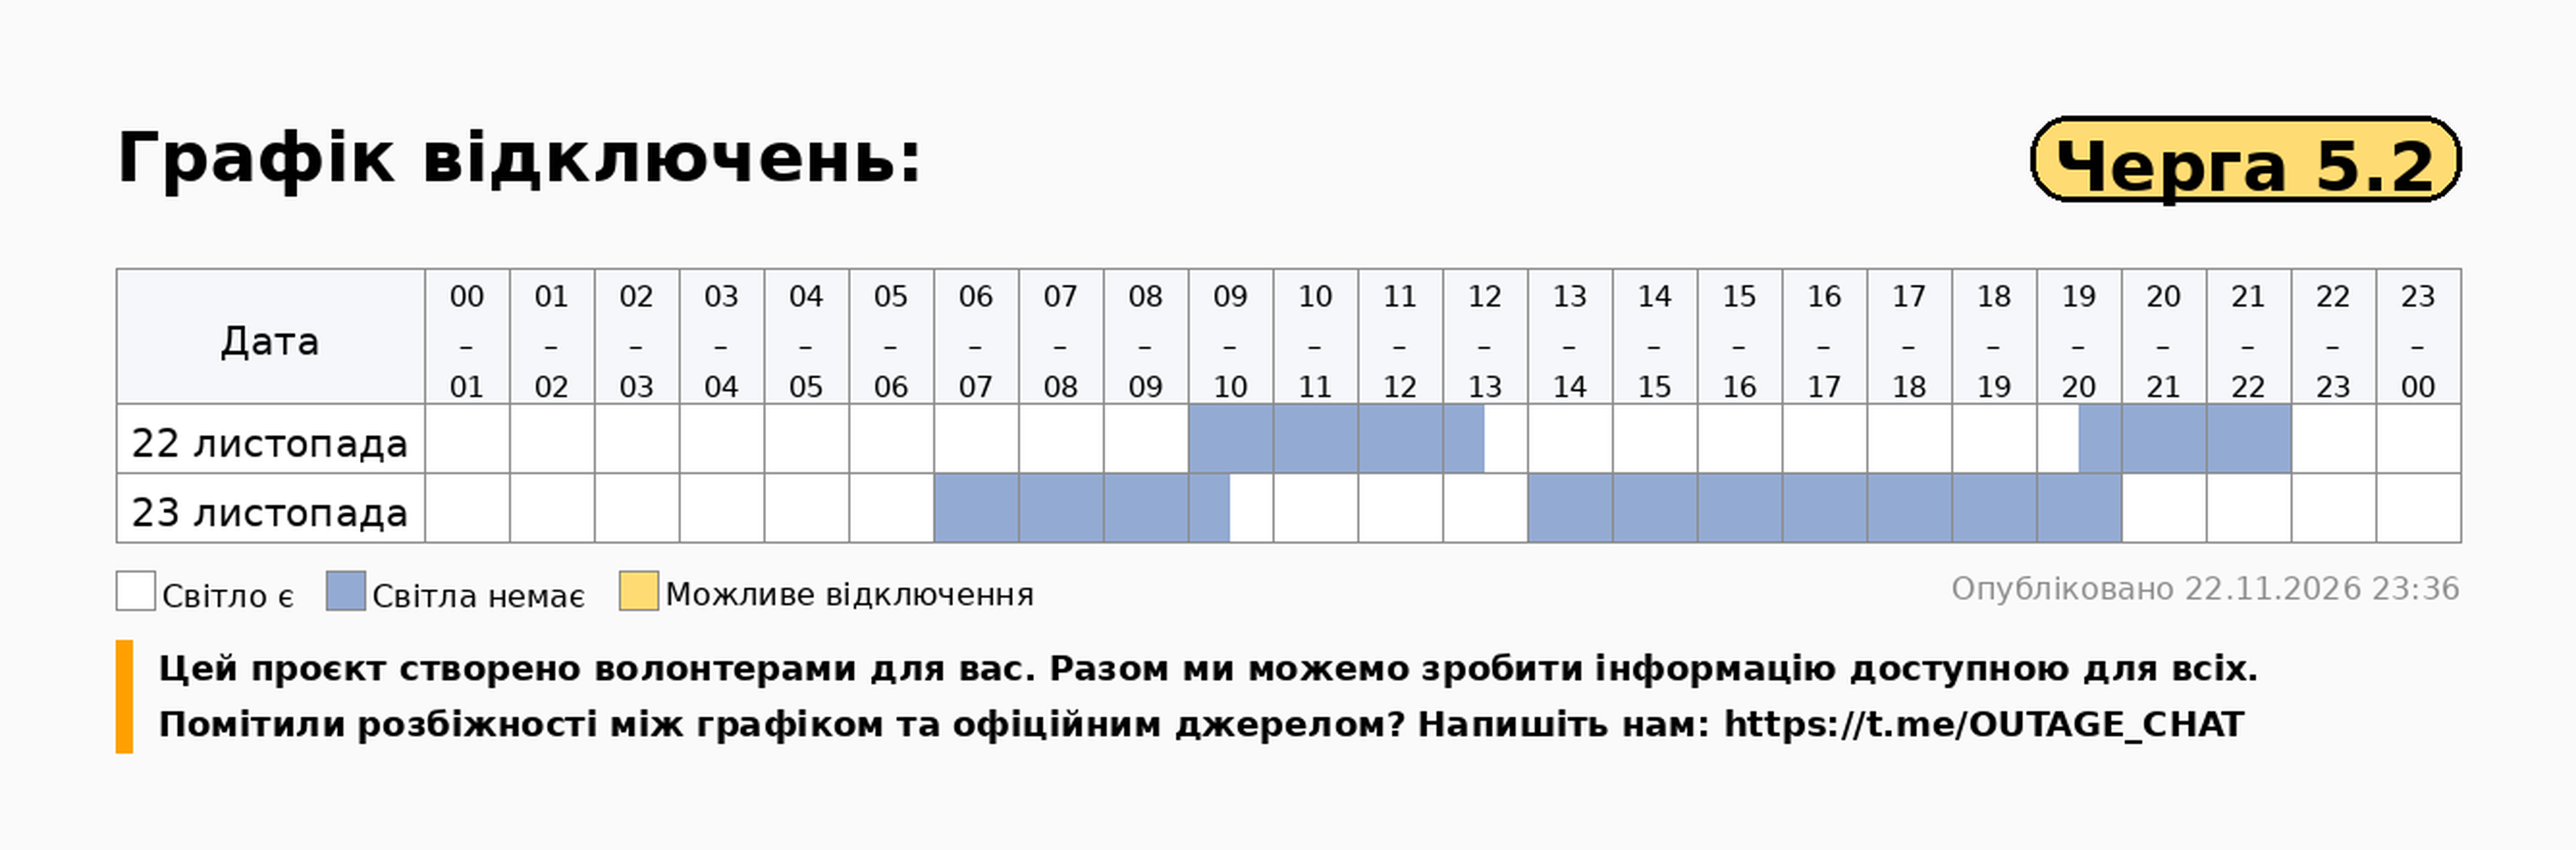 Графік відключень:
Черга 5.2
Дата 00 – 01 01 – 02 02 – 03 03 – 04 04 – 05 05 – 06 06 – 07 07 – 08 08 – 09 09 – 10 10 – 11 11 – 12 12 – 13 13 – 14 14 – 15 15 – 16 16 – 17 17 – 18 18 – 19 19 – 20 20 – 21 21 – 22 22 – 23 23 – 00
22 листопада
23 листопада
Світло є Світла немає Можливе відключення
Опубліковано 22.11.2026 23:36
Цей проєкт створено волонтерами для вас. Разом ми можемо зробити інформацію доступною для всіх.
Помітили розбіжності між графіком та офіційним джерелом? Напишіть нам: https://t.me/OUTAGE_CHAT